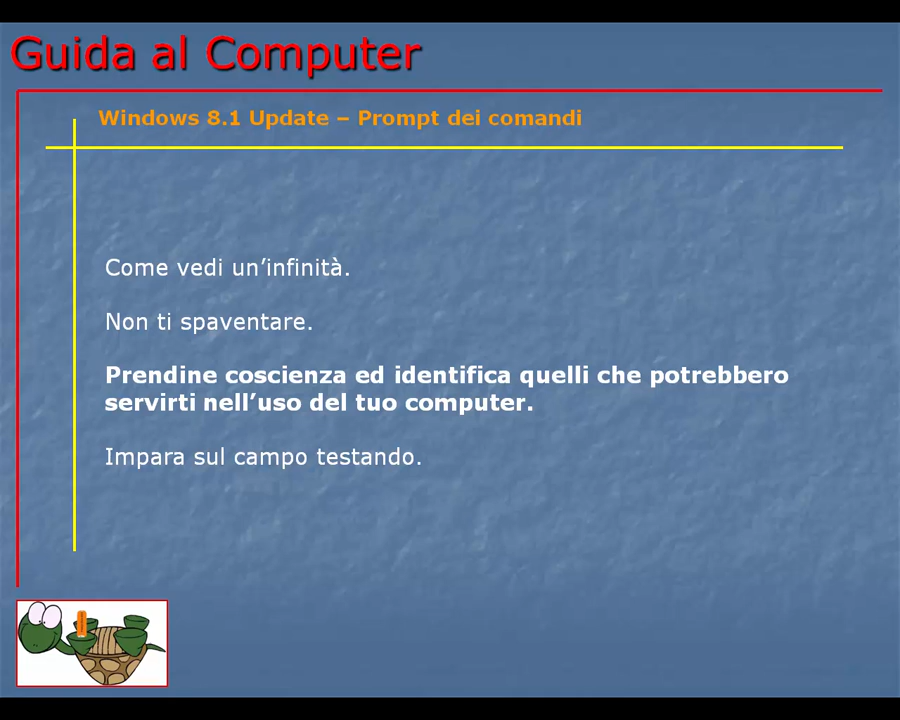 Guida al Computer
Windows 8.1 Update – Prompt dei comandi
Come vedi un’infinità.
Non ti spaventare.
Prendine coscienza ed identifica quelli che potrebbero
servirti nell’uso del tuo computer.
Impara sul campo testando.